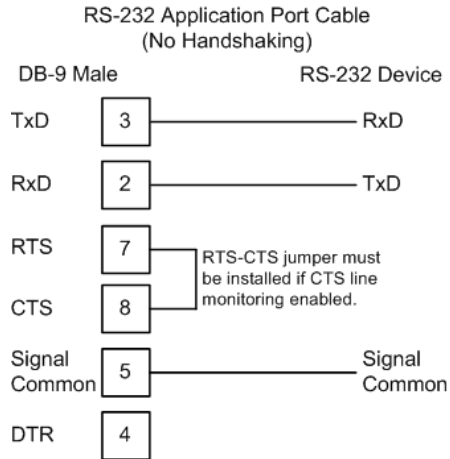 RS-232 Application Port Cable
(No Handshaking)
DB-9 Male
RS-232 Device
TxD 3 RxD
RxD 2 TxD
RTS 7
RTS-CTS jumper must
be installed if CTS line
monitoring enabled.
CTS 8
Signal
Common 5 Signal
Common
DTR 4